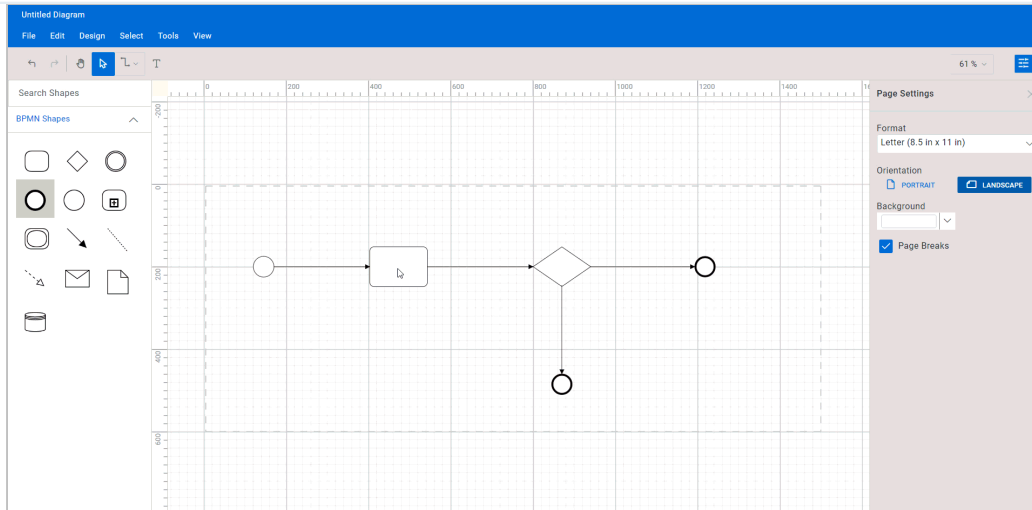 Untitled Diagram
File Edit Design Select Tools View
T
61 %
Search Shapes
BPMN Shapes
0 200 400 600 800 1000 1200 1400 16
-200
0
200
400
600
Page Settings
Format
Letter (8.5 in x 11 in)
Orientation
PORTRAIT LANDSCAPE
Background
Page Breaks